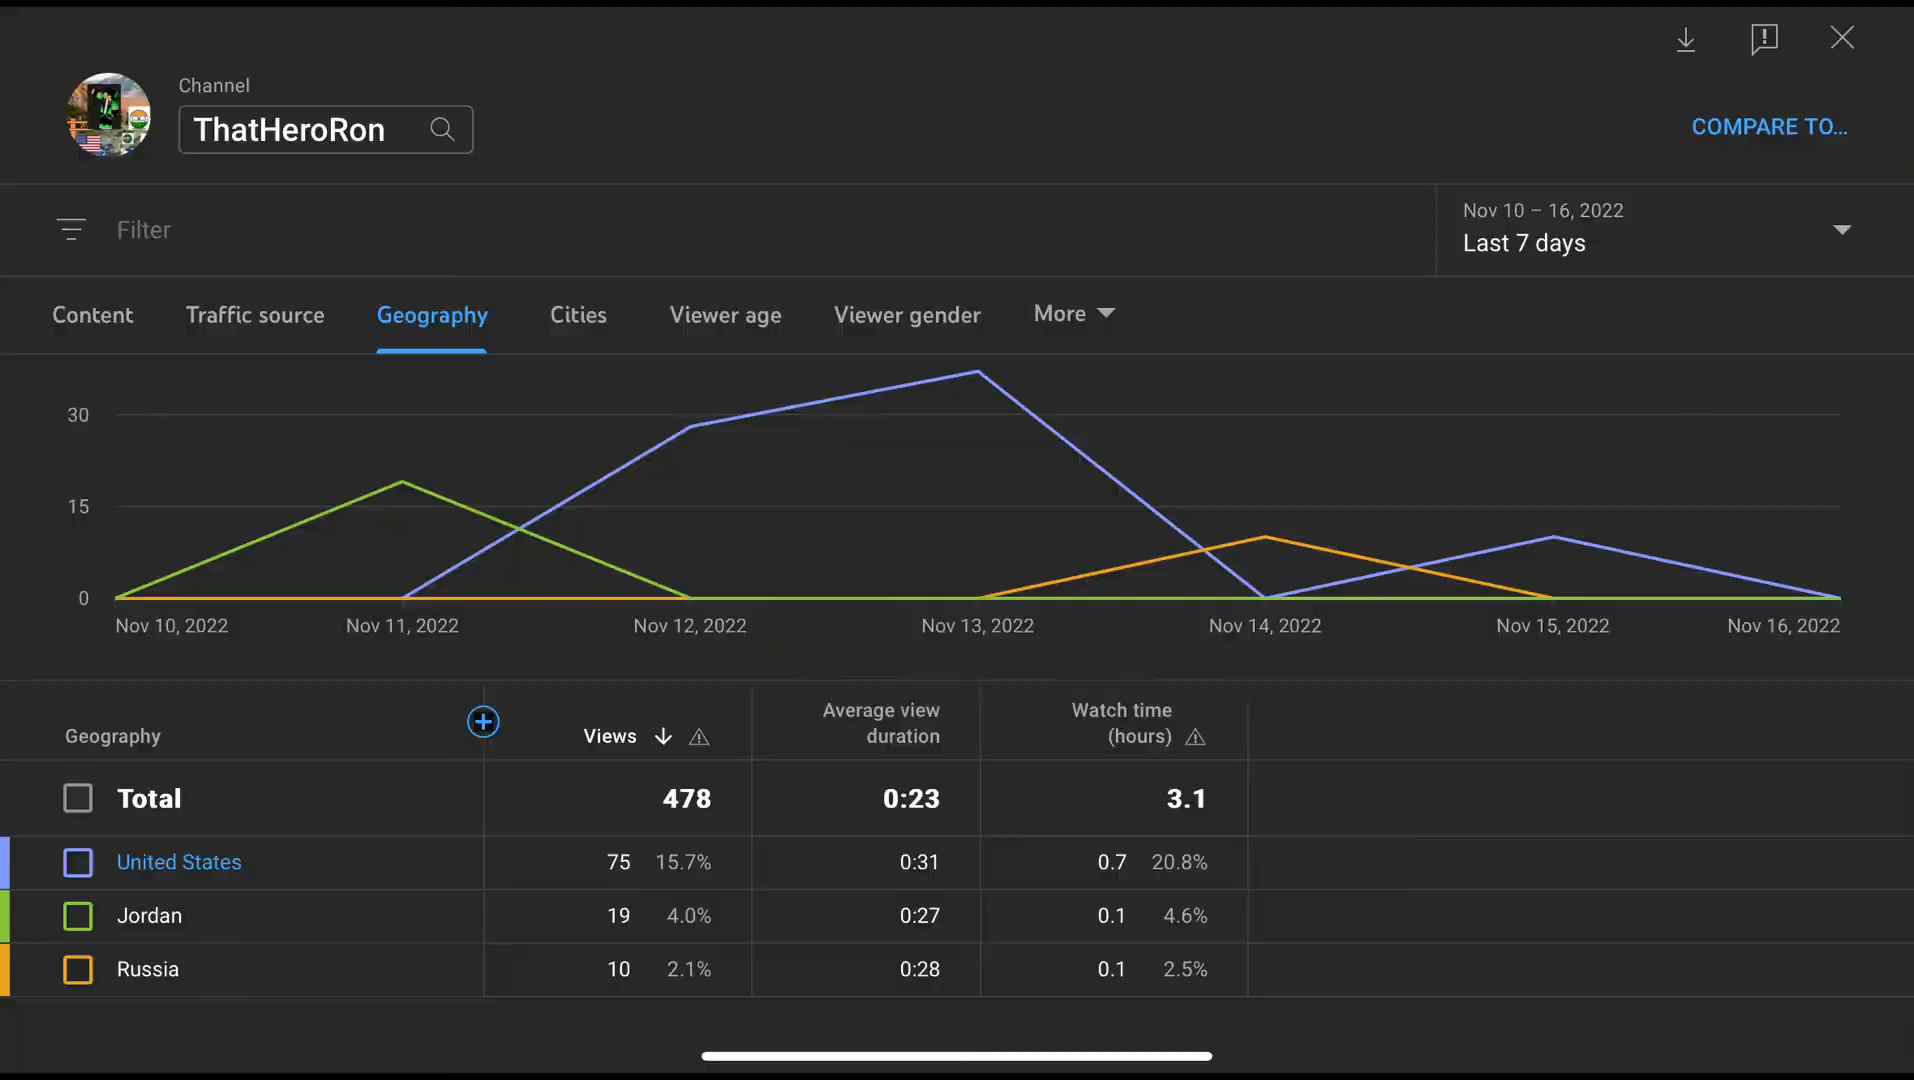 Channel
ThatHeroRon
COMPARE TO...
Filter
Nov 10 – 16, 2022
Last 7 days
Content Traffic source Geography Cities Viewer age Viewer gender More
30
15
0
Nov 10, 2022 Nov 11, 2022 Nov 12, 2022 Nov 13, 2022 Nov 14, 2022 Nov 15, 2022 Nov 16, 2022
Geography Views Average view duration Watch time (hours)
Total 478 0:23 3.1
United States 75 15.7% 0:31 0.7 20.8%
Jordan 19 4.0% 0:27 0.1 4.6%
Russia 10 2.1% 0:28 0.1 2.5%